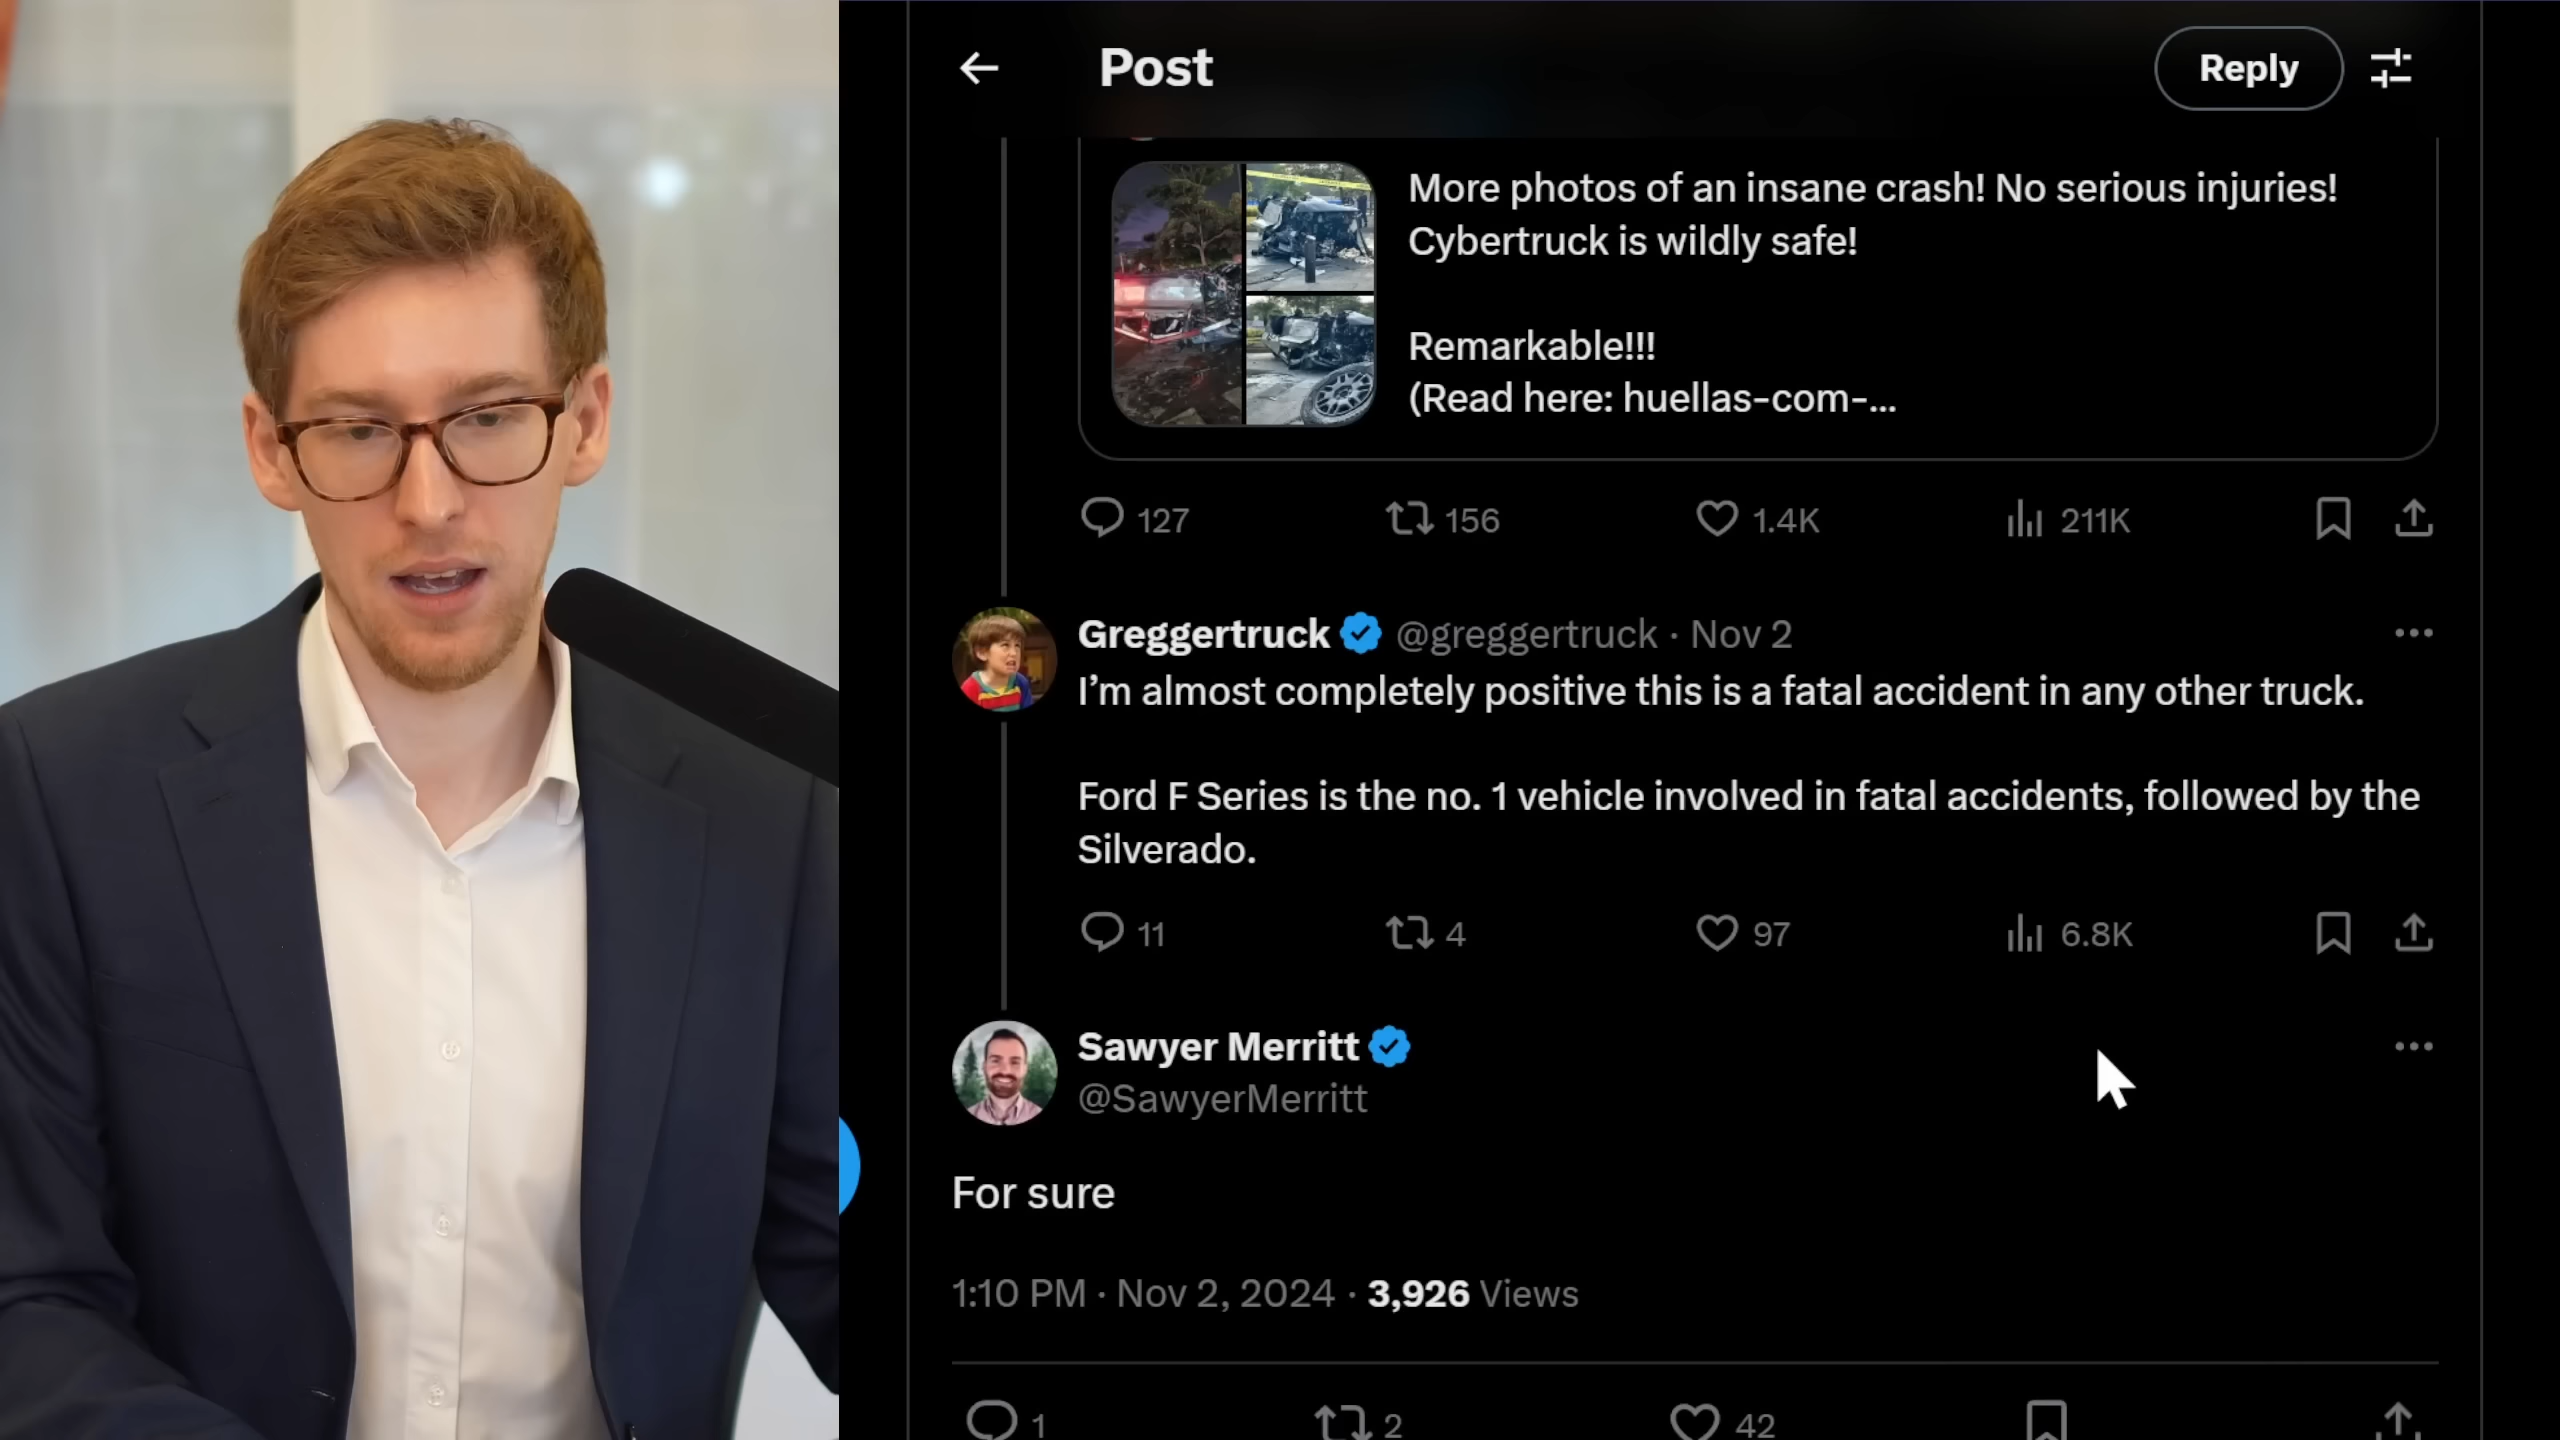 Post
Reply
More photos of an insane crash! No serious injuries!
Cybertruck is wildly safe!
Remarkable!!!
(Read here: huellas-com-...
127 156 1.4K 211K
Greggertruck @greggertruck · Nov 2
I'm almost completely positive this is a fatal accident in any other truck.
Ford F Series is the no. 1 vehicle involved in fatal accidents, followed by the
Silverado.
11 4 97 6.8K
Sawyer Merritt
@SawyerMerritt
For sure
1:10 PM · Nov 2, 2024 · 3,926 Views
1 2 42